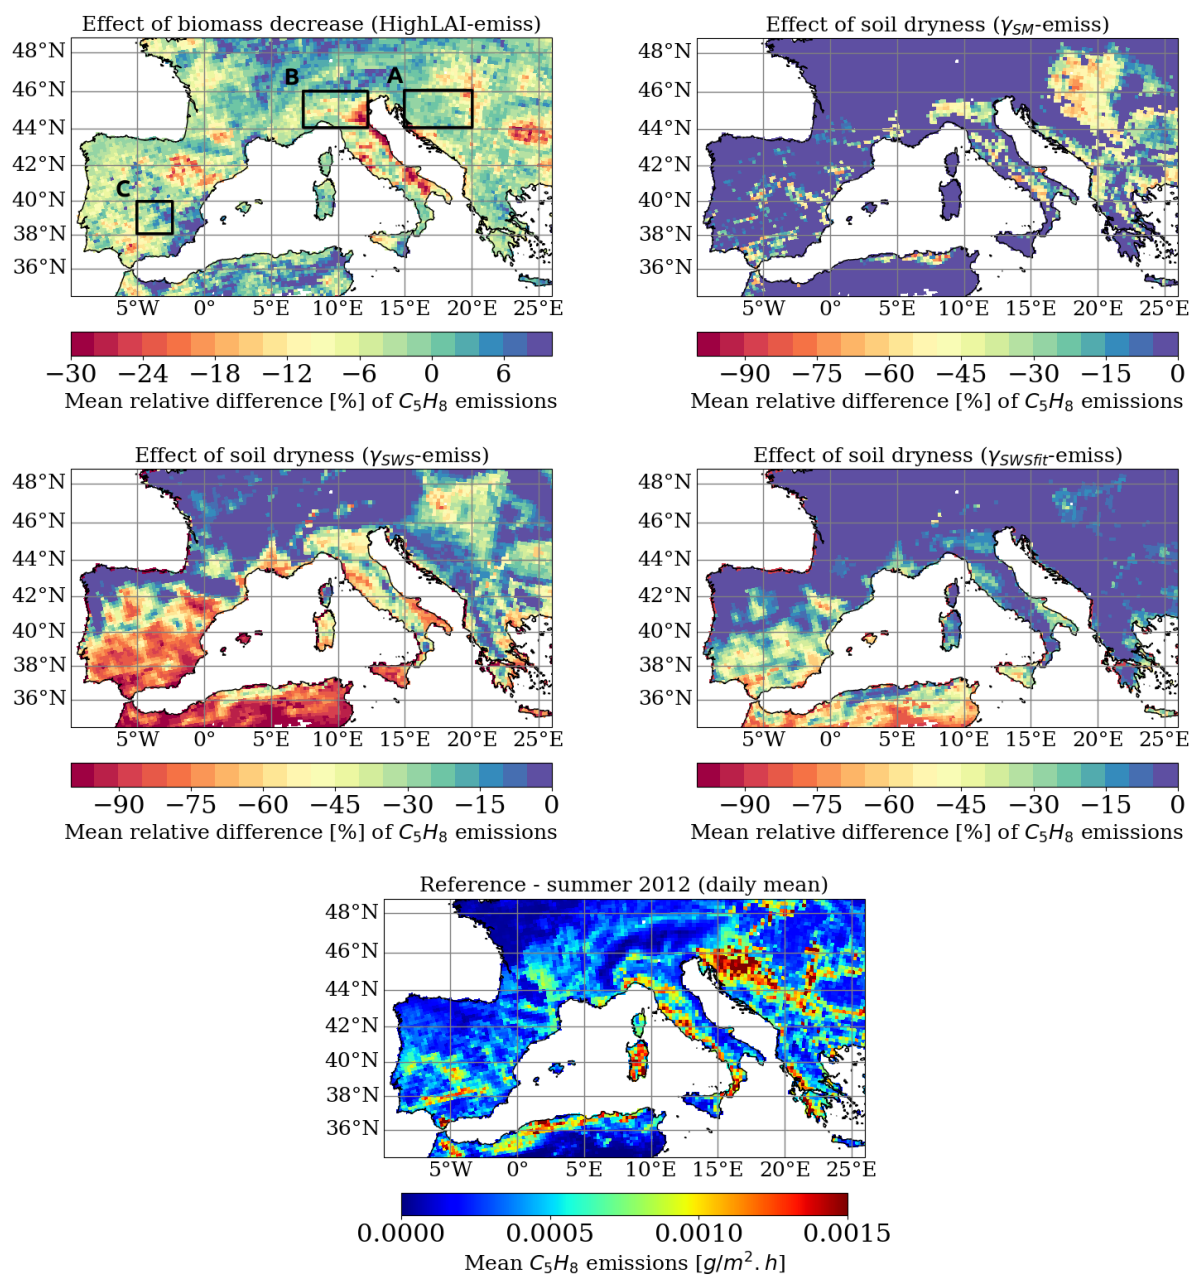 Effect of biomass decrease (HighLAI-emiss)
48°N
46°N
44°N
42°N
40°N
38°N
36°N
A
B
C
5°W 0° 5°E 10°E 15°E 20°E 25°E
−30 −24 −18 −12 −6 0 6
Mean relative difference [%] of C₅H₈ emissions
Effect of soil dryness (γSM-emiss)
48°N
46°N
44°N
42°N
40°N
38°N
36°N
5°W 0° 5°E 10°E 15°E 20°E 25°E
−90 −75 −60 −45 −30 −15 0
Mean relative difference [%] of C₅H₈ emissions
Effect of soil dryness (γSWS-emiss)
48°N
46°N
44°N
42°N
40°N
38°N
36°N
5°W 0° 5°E 10°E 15°E 20°E 25°E
−90 −75 −60 −45 −30 −15 0
Mean relative difference [%] of C₅H₈ emissions
Effect of soil dryness (γSWSfit-emiss)
48°N
46°N
44°N
42°N
40°N
38°N
36°N
5°W 0° 5°E 10°E 15°E 20°E 25°E
−90 −75 −60 −45 −30 −15 0
Mean relative difference [%] of C₅H₈ emissions
Reference - summer 2012 (daily mean)
48°N
46°N
44°N
42°N
40°N
38°N
36°N
5°W 0° 5°E 10°E 15°E 20°E 25°E
0.0000 0.0005 0.0010 0.0015
Mean C₅H₈ emissions [g/m².h]